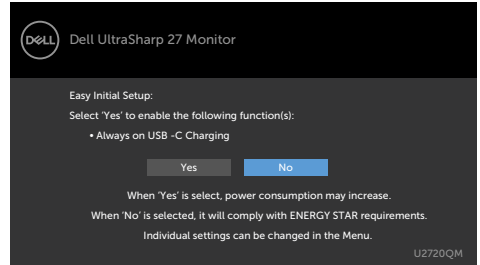 DELL
Dell UltraSharp 27 Monitor
Easy Initial Setup:
Select ‘Yes’ to enable the following function(s):
• Always on USB -C Charging
Yes
No
When ‘Yes’ is select, power consumption may increase.
When ‘No’ is selected, it will comply with ENERGY STAR requirements.
Individual settings can be changed in the Menu.
U2720QM